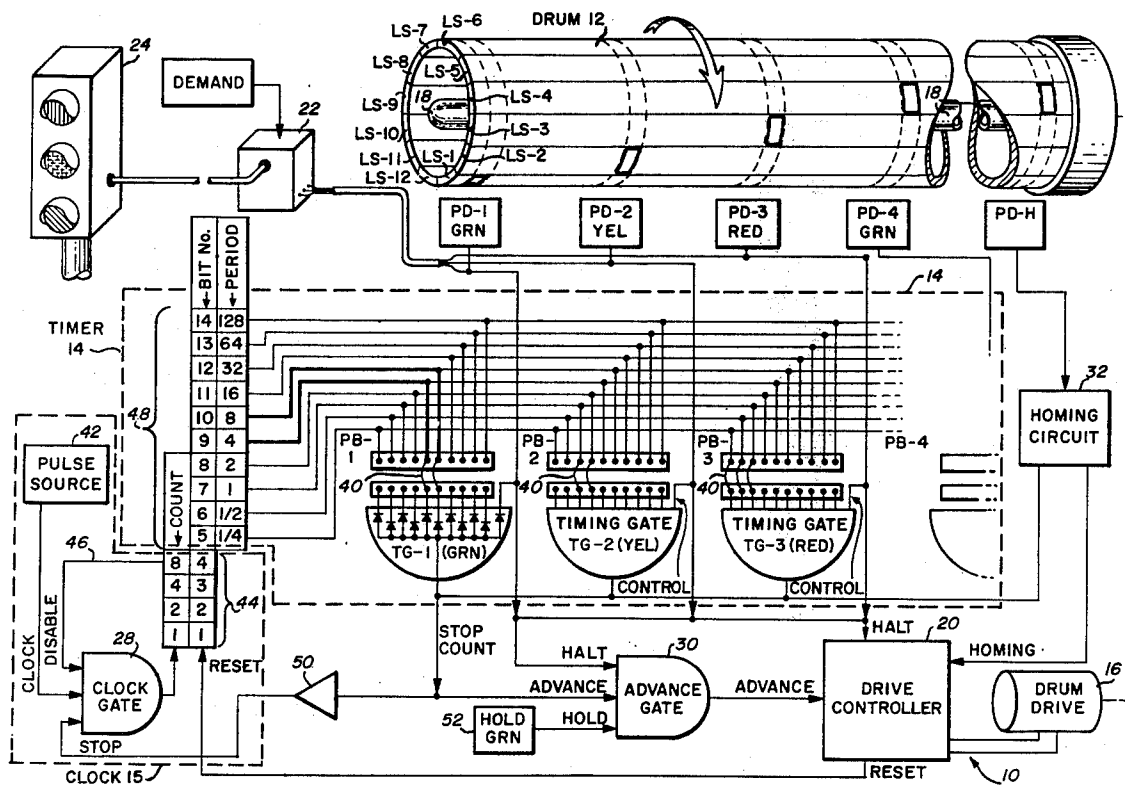 LS-6
LS-7
DRUM 12
24
LS-8
LS-5
DEMAND
LS-9
18
LS-4
18
22
LS-10
LS-3
LS-11
LS-1
LS-2
LS-12
PD-1
GRN
PD-2
YEL
PD-3
RED
PD-4
GRN
PD-H
BIT No.
PERIOD
14
TIMER
14
14 128
13 64
12 32
11 16
10 8
9 4
8 2
7 1
6 1/2
5 1/4
48
32
HOMING
CIRCUIT
42
PULSE
SOURCE
PB-
1
PB-
2
PB-
3
PB-4
40
40
40
COUNT
TG-1 (GRN)
TIMING GATE
TG-2 (YEL)
TIMING GATE
TG-3 (RED)
CONTROL
CONTROL
46
8 4
4 3
2 2
1 1
44
CLOCK
DISABLE
STOP
COUNT
HALT
20
28
RESET
50
HALT
30
HOMING
16
CLOCK
GATE
ADVANCE
ADVANCE
GATE
ADVANCE
DRIVE
CONTROLLER
DRUM
DRIVE
52
HOLD
GRN
HOLD
STOP
CLOCK 15
RESET
10